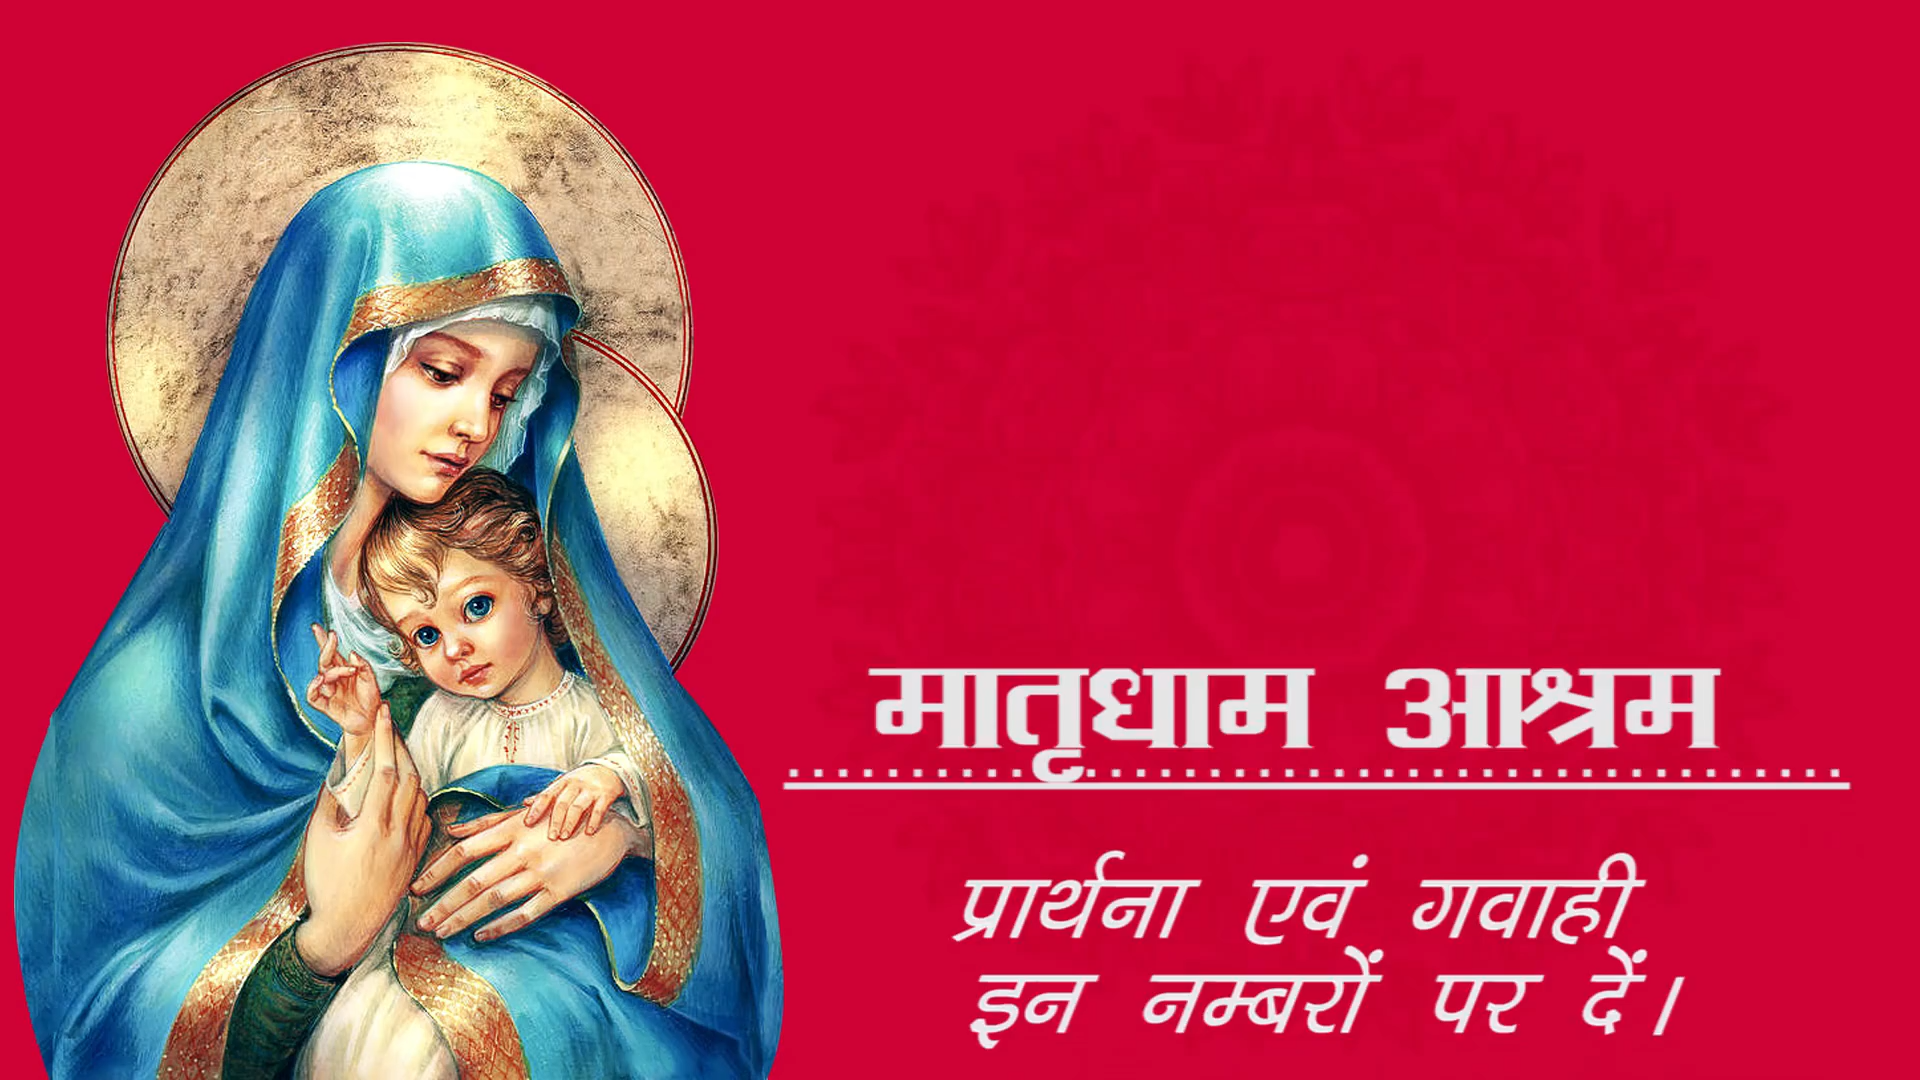 मातृधाम आश्रम
प्रार्थना एवं गवाही
इन नम्बरों पर दें।